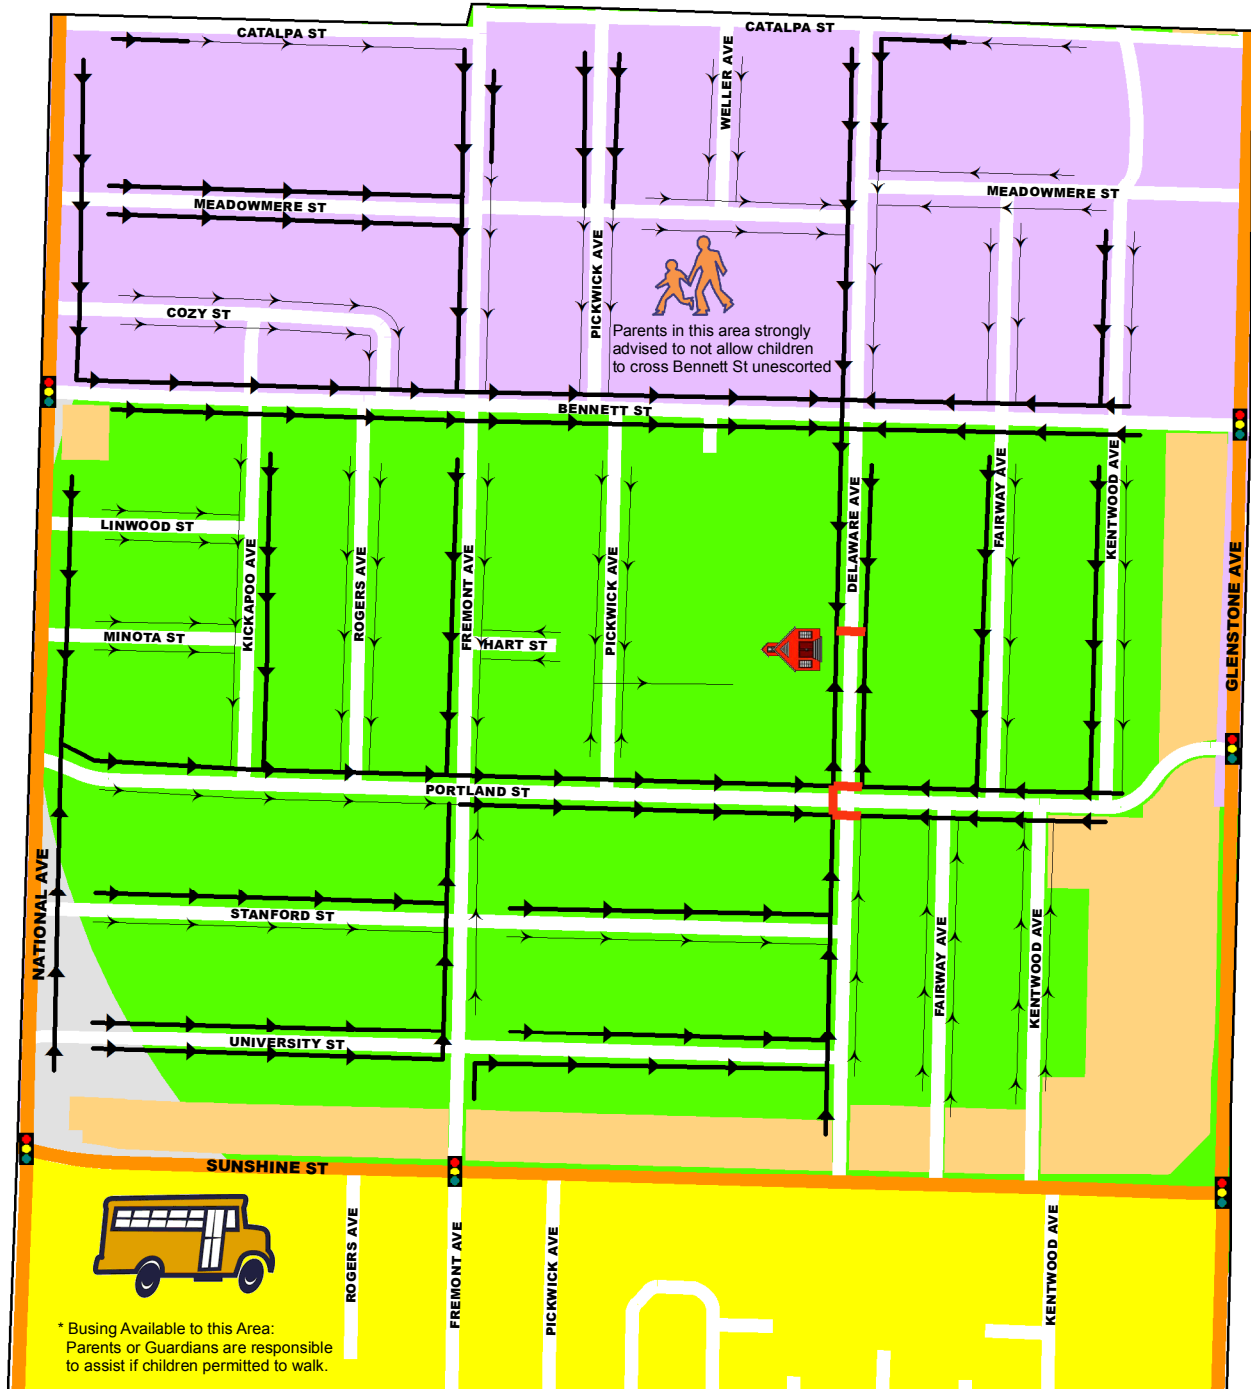 CATALPA ST
CATALPA ST
WELLER AVE
MEADOWMERE ST
MEADOWMERE ST
PICKWICK AVE
COZY ST
Parents in this area strongly
advised to not allow children
to cross Bennett St unescorted
BENNETT ST
LINWOOD ST
KICKAPOO AVE
ROGERS AVE
FREMONT AVE
PICKWICK AVE
DELAWARE AVE
FAIRWAY AVE
KENTWOOD AVE
GLENSTONE AVE
MINOTA ST
HART ST
PORTLAND ST
NATIONAL AVE
STANFORD ST
FAIRWAY AVE
KENTWOOD AVE
UNIVERSITY ST
SUNSHINE ST
ROGERS AVE
FREMONT AVE
PICKWICK AVE
KENTWOOD AVE
* Busing Available to this Area:
Parents or Guardians are responsible
to assist if children permitted to walk.